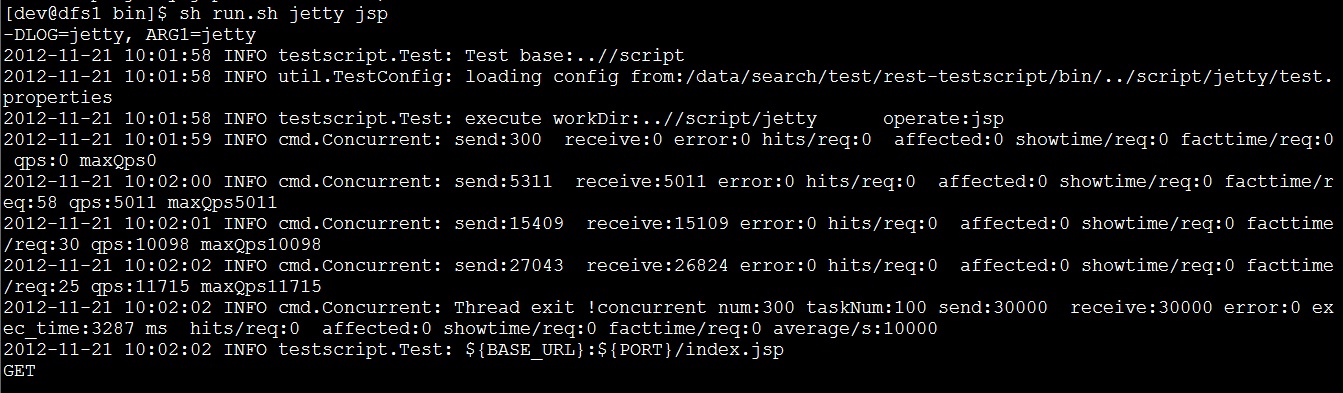 [dev@dfs1 bin]$ sh run.sh jetty jsp
-DLOG=jetty, ARG1=jetty
2012-11-21 10:01:58 INFO testscript.Test: Test base:..//script
2012-11-21 10:01:58 INFO util.TestConfig: loading config from:/data/search/test/rest-testscript/bin/../script/jetty/test.
properties
2012-11-21 10:01:58 INFO testscript.Test: execute workDir:..//script/jetty      operate:jsp
2012-11-21 10:01:59 INFO cmd.Concurrent: send:300  receive:0 error:0 hits/req:0  affected:0 showtime/req:0 facttime/req:0
 qps:0 maxQps0
2012-11-21 10:02:00 INFO cmd.Concurrent: send:5311  receive:5011 error:0 hits/req:0  affected:0 showtime/req:0 facttime/r
eq:58 qps:5011 maxQps5011
2012-11-21 10:02:01 INFO cmd.Concurrent: send:15409  receive:15109 error:0 hits/req:0  affected:0 showtime/req:0 facttime
/req:30 qps:10098 maxQps10098
2012-11-21 10:02:02 INFO cmd.Concurrent: send:27043  receive:26824 error:0 hits/req:0  affected:0 showtime/req:0 facttime
/req:25 qps:11715 maxQps11715
2012-11-21 10:02:02 INFO cmd.Concurrent: Thread exit !concurrent num:300 taskNum:100 send:30000  receive:30000 error:0 ex
ec_time:3287 ms  hits/req:0  affected:0 showtime/req:0 facttime/req:0 average/s:10000
2012-11-21 10:02:02 INFO testscript.Test: ${BASE_URL}:${PORT}/index.jsp
GET